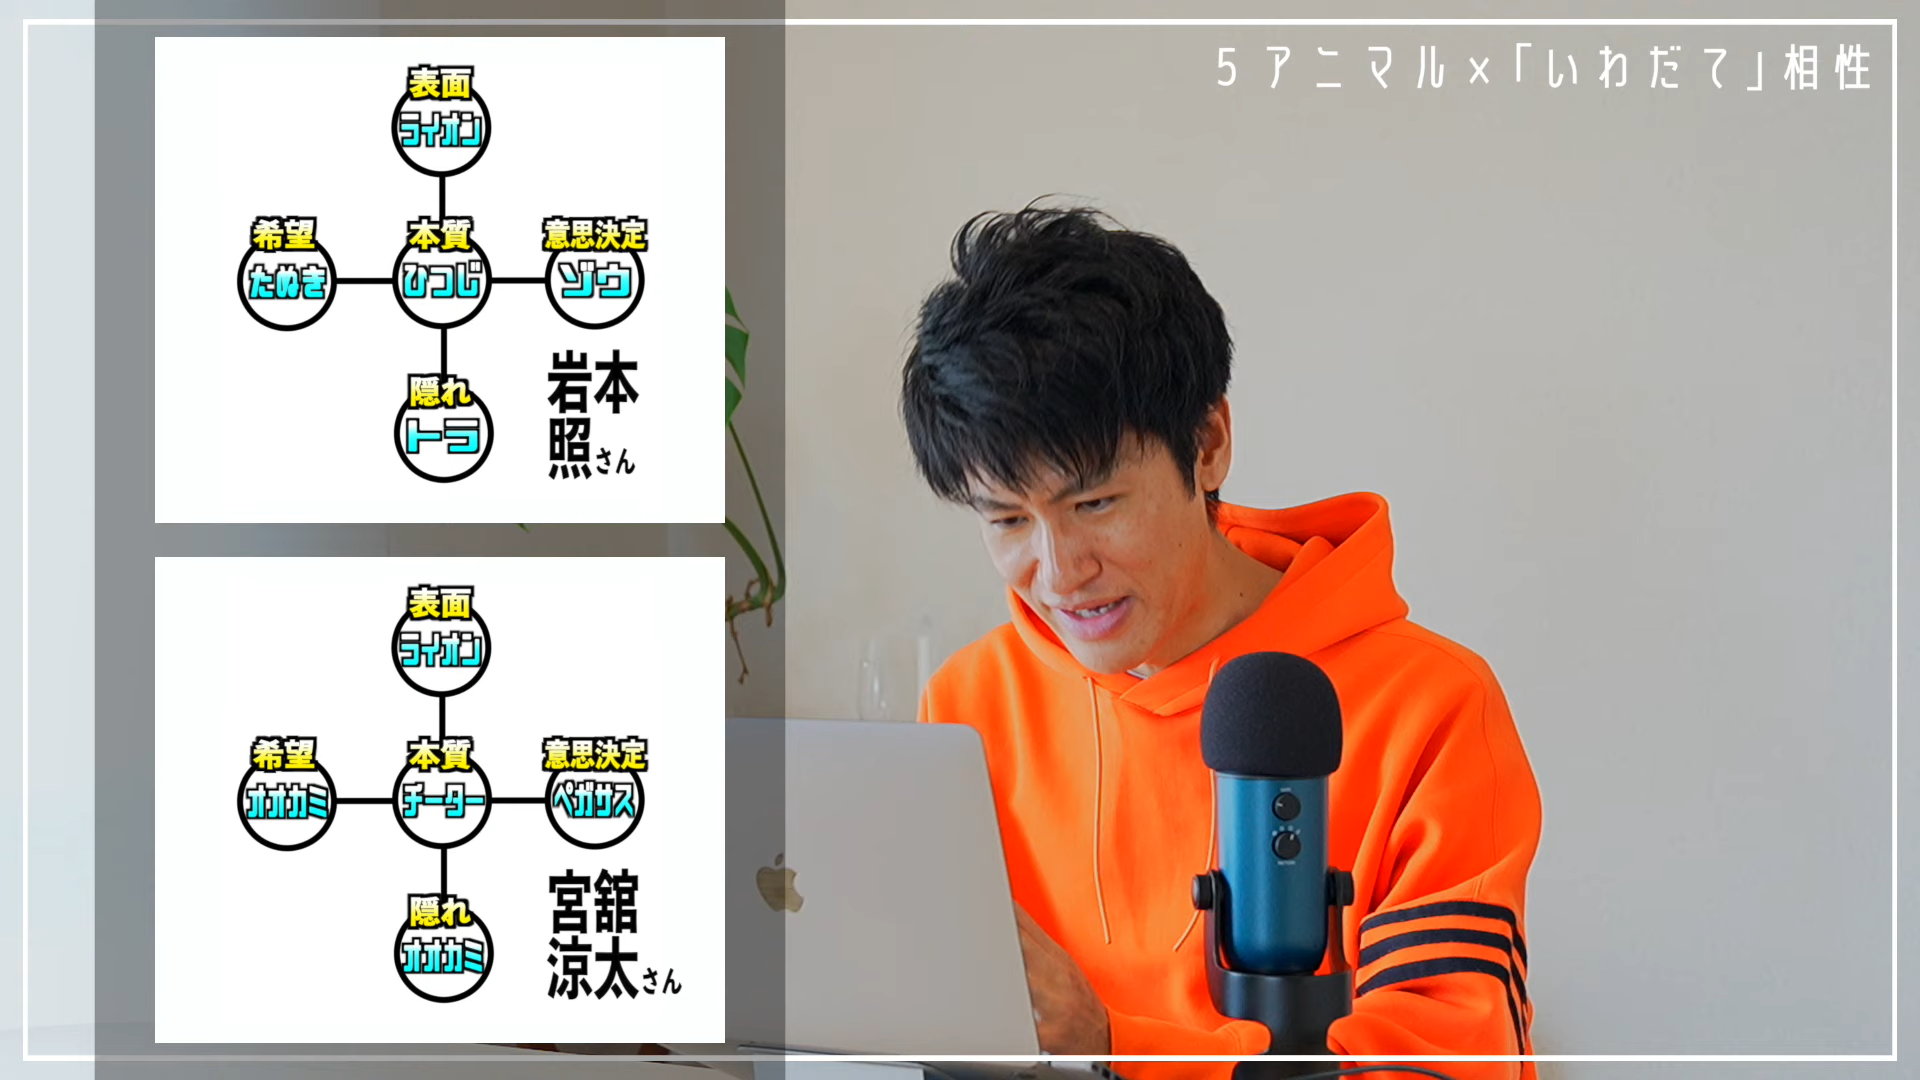 5アニマル×「いわだて」相性
表面
ライオン
希望
たぬき
本質
ひつじ
意思決定
ゾウ
隠れ
トラ
岩本
照さん
表面
ライオン
希望
オオカミ
本質
チーター
意思決定
ペガサス
隠れ
オオカミ
宮舘
涼太さん